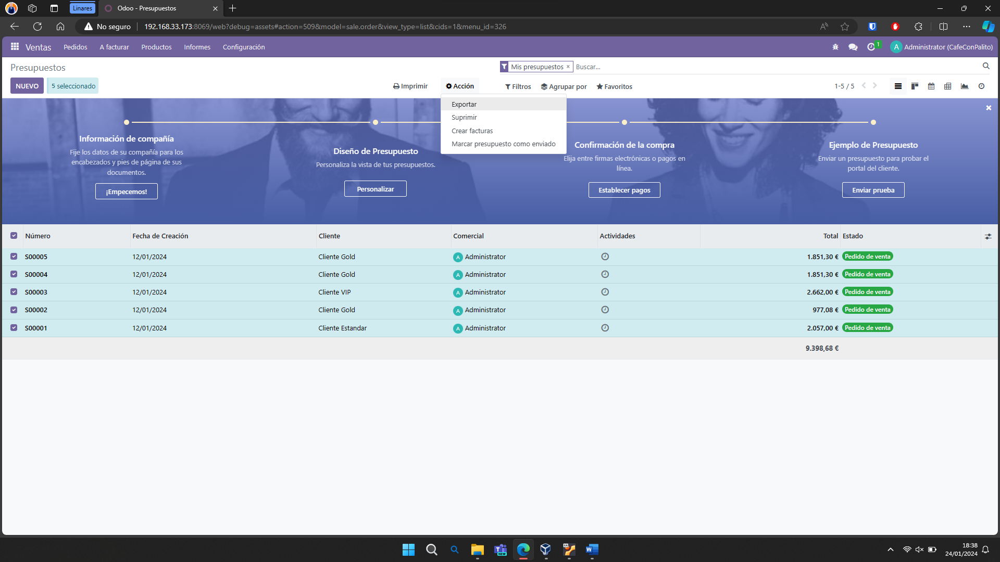 Linares
Odoo - Presupuestos
No seguro
192.168.33.173:8069/web?debug=assets#action=509&model=sale.order&view_type=list&cids=1&menu_id=326
Ventas Pedidos A facturar Productos Informes Configuración
1
A Administrator (CafeConPalito)
Presupuestos
Mis presupuestos × Buscar...
NUEVO 5 seleccionado Imprimir Acción Filtros Agrupar por Favoritos 1-5 / 5
Exportar
Suprimir
Crear facturas
Marcar presupuesto como enviado
Información de compañía
Fije los datos de su compañía para los
encabezados y pies de página de sus
documentos.
¡Empecemos!
Diseño de Presupuesto
Personaliza la vista de tus presupuestos.
Personalizar
Confirmación de la compra
Elija entre firmas electrónicas o pagos en
línea.
Establecer pagos
Ejemplo de Presupuesto
Enviar un presupuesto para probar el
portal del cliente.
Enviar prueba
Número Fecha de Creación Cliente Comercial Actividades Total Estado
S00005 12/01/2024 Cliente Gold A Administrator 1.851,30 € Pedido de venta
S00004 12/01/2024 Cliente Gold A Administrator 1.851,30 € Pedido de venta
S00003 12/01/2024 Cliente VIP A Administrator 2.662,00 € Pedido de venta
S00002 12/01/2024 Cliente Gold A Administrator 977,08 € Pedido de venta
S00001 12/01/2024 Cliente Estandar A Administrator 2.057,00 € Pedido de venta
9.398,68 €
NEW
64
18:38
24/01/2024